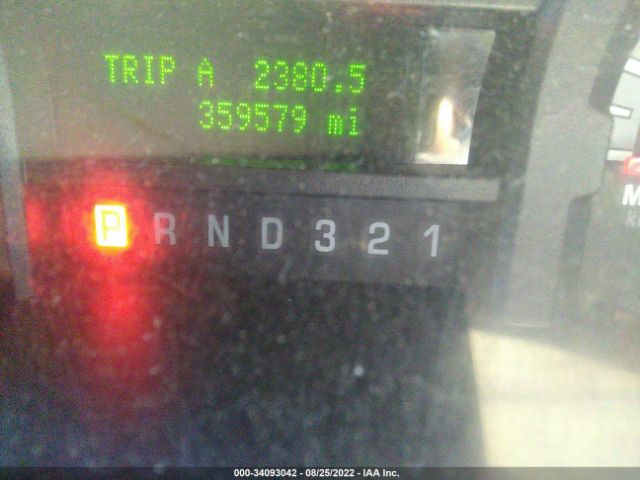 TRIP A 2380.5
359579 mi
P R N D 3 2 1
000-34093042 - 08/25/2022 - IAA Inc.